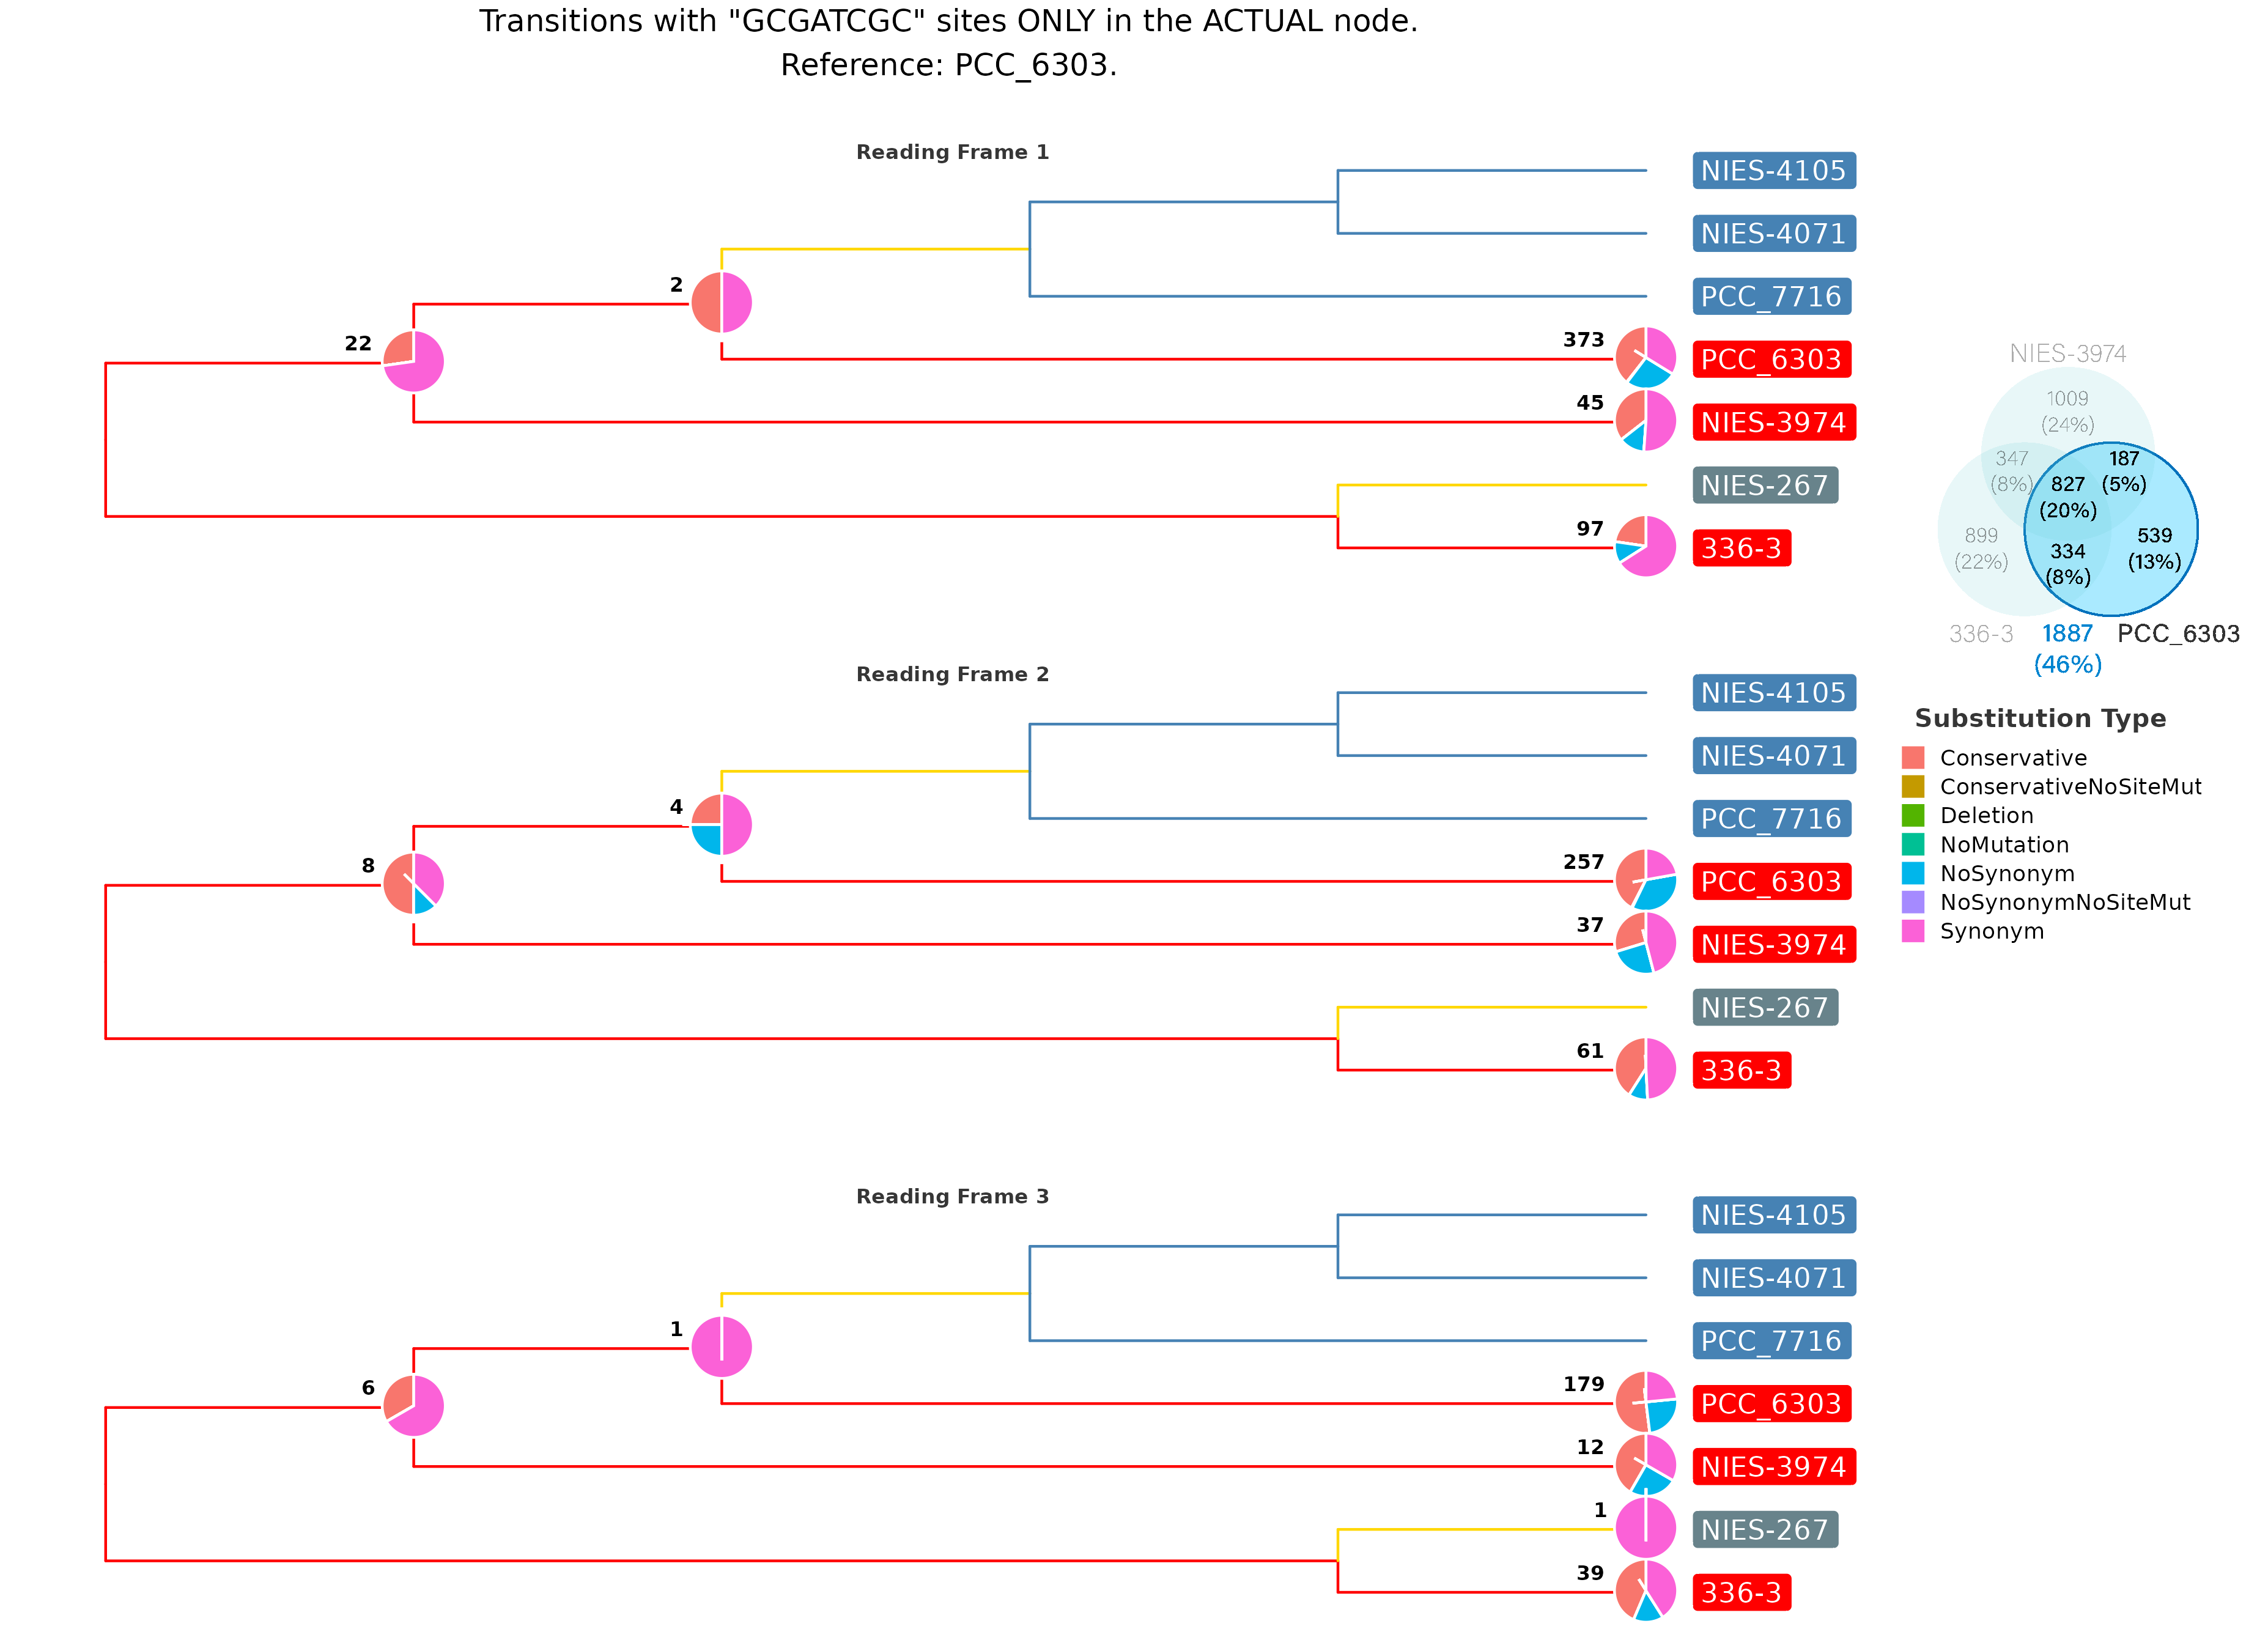 Transitions with "GCGATCGC" sites ONLY in the ACTUAL node.
Reference: PCC_6303.
Reading Frame 1
NIES-4105
NIES-4071
PCC_7716
2
22
373
PCC_6303
45
NIES-3974
NIES-267
97
336-3
Reading Frame 2
NIES-4105
NIES-4071
PCC_7716
4
8
257
PCC_6303
37
NIES-3974
NIES-267
61
336-3
Reading Frame 3
NIES-4105
NIES-4071
PCC_7716
1
6
179
PCC_6303
12
NIES-3974
1
NIES-267
39
336-3
NIES-3974
1009
(24%)
347
(8%)
187
(5%)
827
(20%)
899
(22%)
334
(8%)
539
(13%)
336-3
1887
(46%)
PCC_6303
Substitution Type
Conservative
ConservativeNoSiteMut
Deletion
NoMutation
NoSynonym
NoSynonymNoSiteMut
Synonym